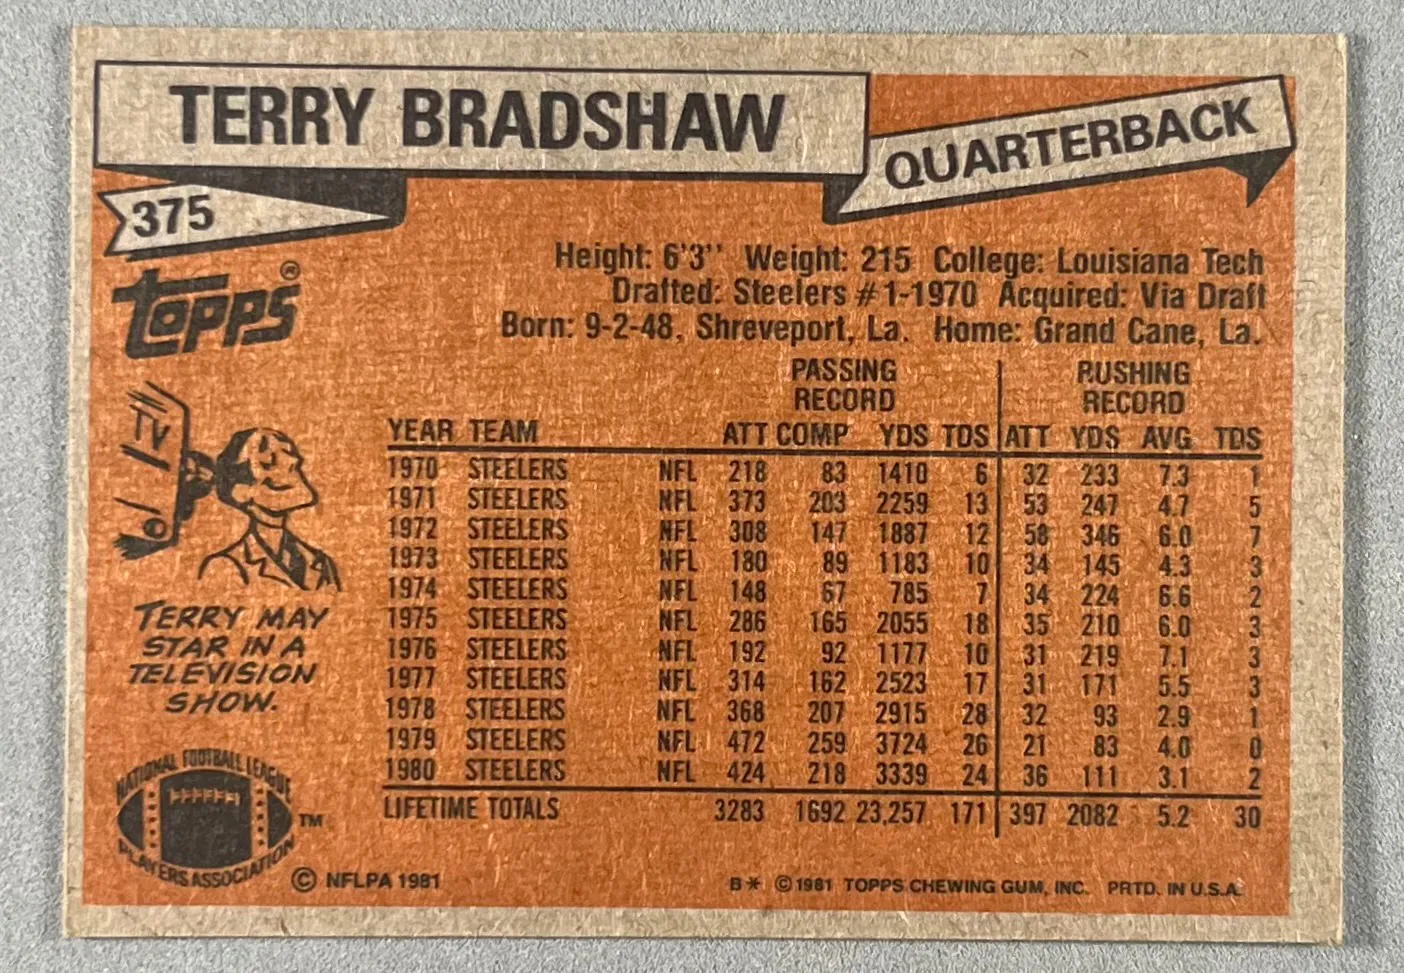 TERRY BRADSHAW
QUARTERBACK
375
TOPPS®
Height: 6'3'' Weight: 215 College: Louisiana Tech
Drafted: Steelers #1-1970 Acquired: Via Draft
Born: 9-2-48, Shreveport, La. Home: Grand Cane, La.
PASSING RECORD RUSHING RECORD
YEAR TEAM ATT COMP YDS TDS ATT YDS AVG TDS
1970 STEELERS NFL 218 83 1410 6 32 233 7.3 1
1971 STEELERS NFL 373 203 2259 13 53 247 4.7 5
1972 STEELERS NFL 308 147 1887 12 58 346 6.0 7
1973 STEELERS NFL 180 89 1183 10 34 145 4.3 3
1974 STEELERS NFL 148 67 785 7 34 224 6.6 2
1975 STEELERS NFL 286 165 2055 18 35 210 6.0 3
1976 STEELERS NFL 192 92 1177 10 31 219 7.1 3
1977 STEELERS NFL 314 162 2523 17 31 171 5.5 3
1978 STEELERS NFL 368 207 2915 28 32 93 2.9 1
1979 STEELERS NFL 472 259 3724 26 21 83 4.0 0
1980 STEELERS NFL 424 218 3339 24 36 111 3.1 2
LIFETIME TOTALS 3283 1692 23,257 171 397 2082 5.2 30
TV
TERRY MAY
STAR IN A
TELEVISION
SHOW.
NATIONAL FOOTBALL LEAGUE
PLAYERS ASSOCIATION
TM
© NFLPA 1981
B* © 1981 TOPPS CHEWING GUM, INC. PRTD. IN U.S.A.